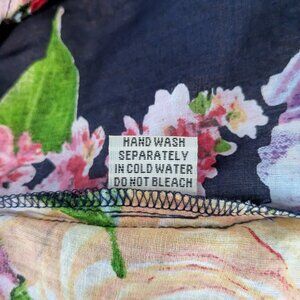 HAND WASH
SEPARATELY
IN COLD WATER
DO NOT BLEACH